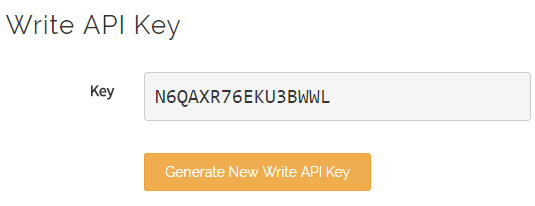 Write API Key
Key
N6QAXR76EKU3BWWL
Generate New Write API Key